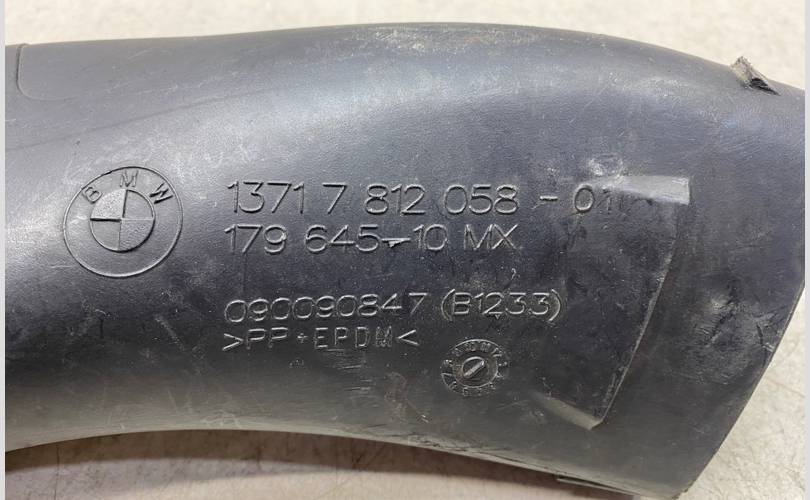 BMW
1371 7 812 058 - 01
179 645-10 MX
090090847 (B1233)
>PP+EPDM<